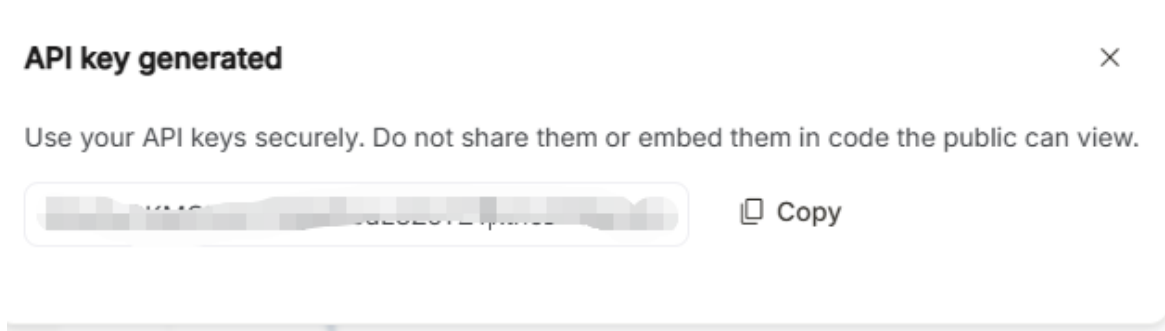 API key generated
Use your API keys securely. Do not share them or embed them in code the public can view.
Copy